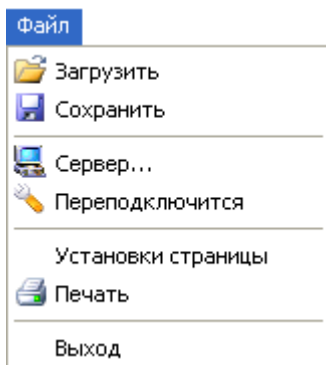 Файл
Загрузить
Сохранить
Сервер...
Переподключится
Установки страницы
Печать
Выход